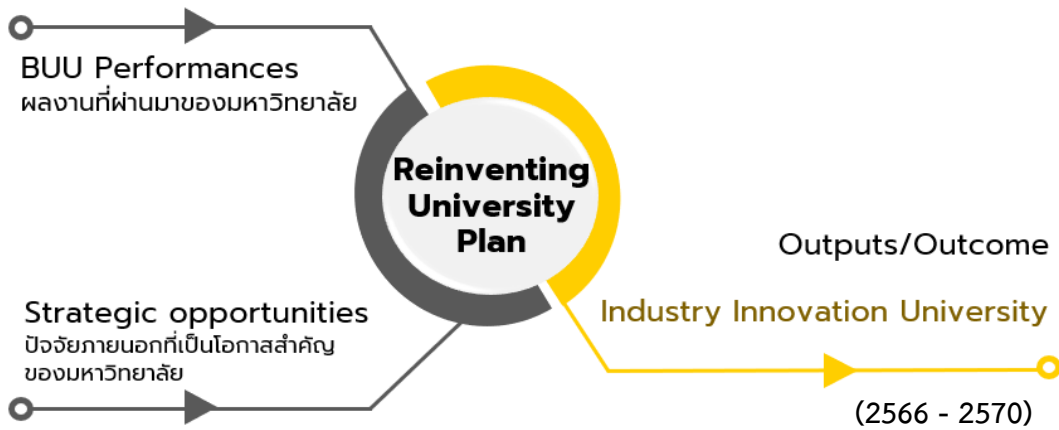 BUU Performances
ผลงานที่ผ่านมาของมหาวิทยาลัย
Reinventing
University
Plan
Strategic opportunities
ปัจจัยภายนอกที่เป็นโอกาสสำคัญ
ของมหาวิทยาลัย
Outputs/Outcome
Industry Innovation University
(2566 - 2570)